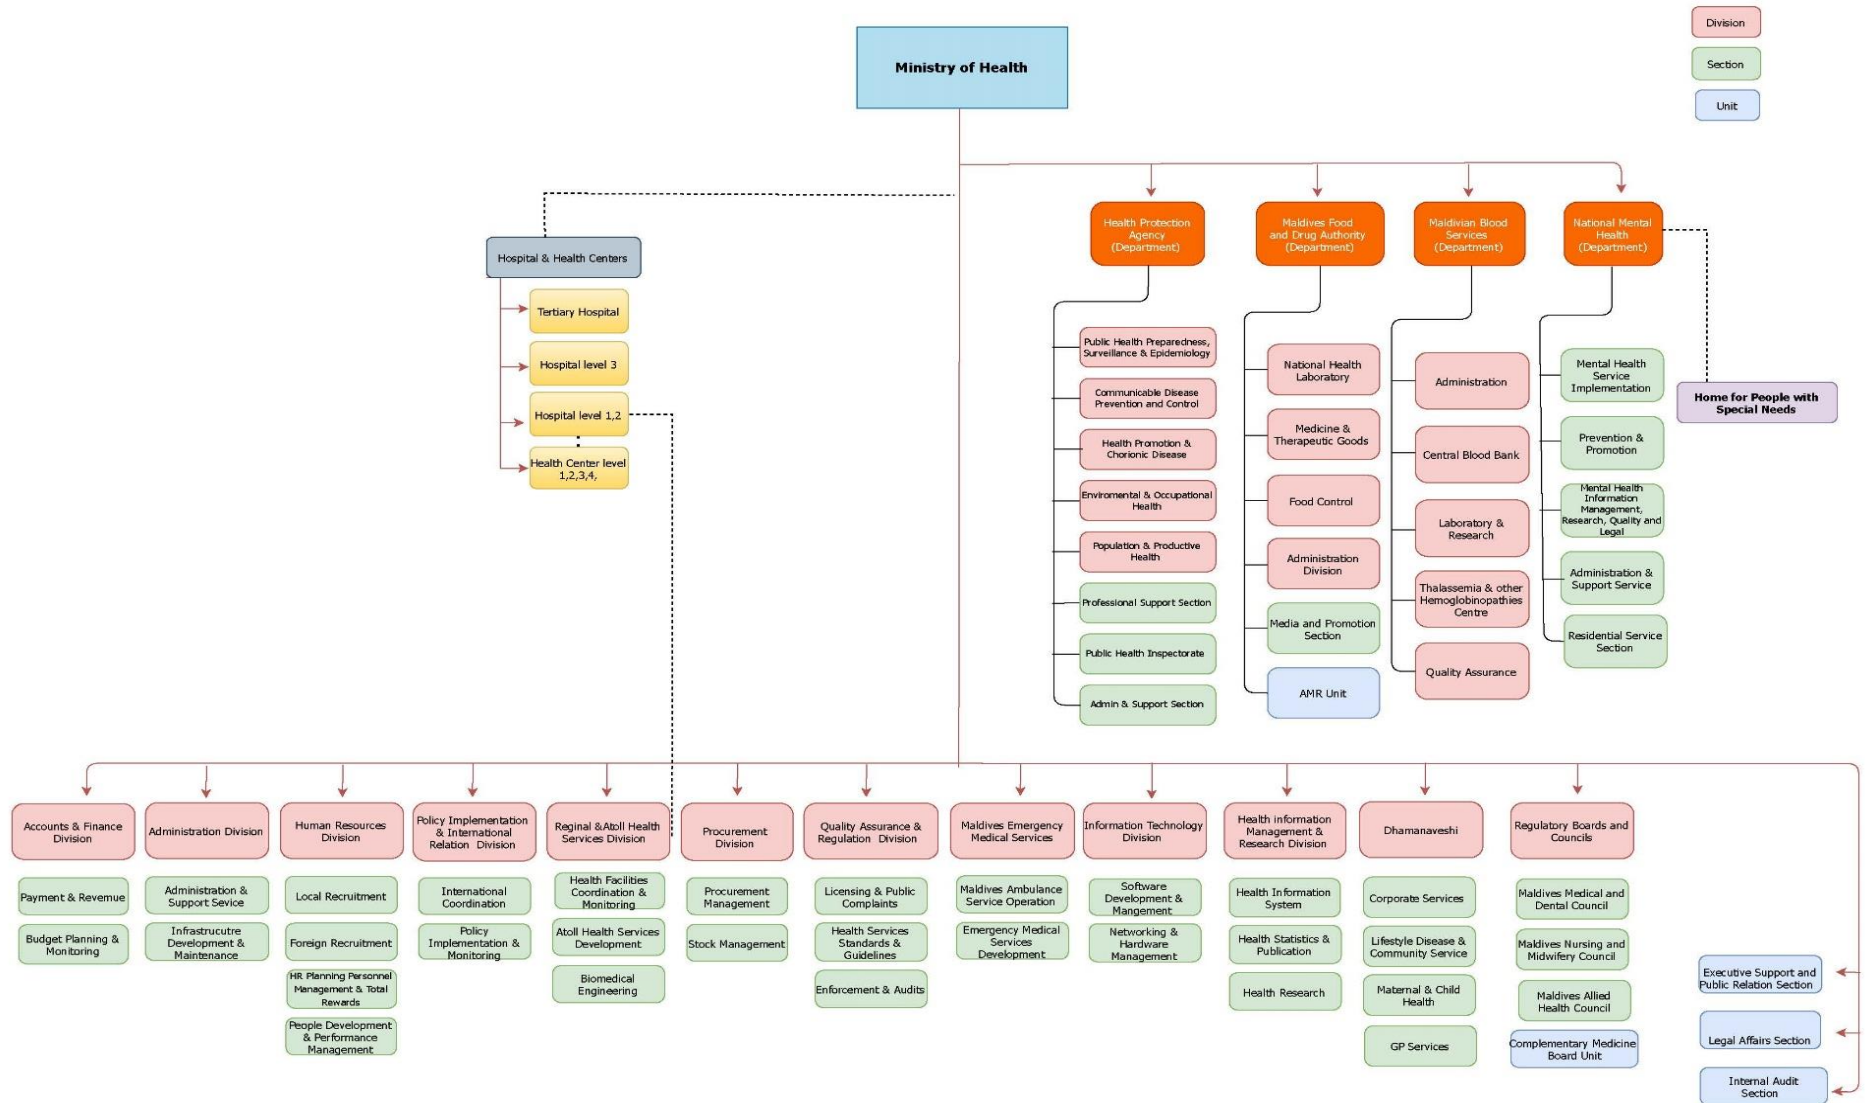 Division
Section
Unit
Ministry of Health
Hospital & Health Centers
Tertiary Hospital
Hospital level 3
Hospital level 1,2
Health Center level
1,2,3,4,
Health Protection
Agency
(Department)
Maldives Food
and Drug Authority
(Department)
Maldivian Blood
Services
(Department)
National Mental
Health
(Department)
Public Health Preparedness,
Surveillance & Epidemiology
Communicable Disease
Prevention and Control
Health Promotion &
Chorionic Disease
Enviromental & Occupational
Health
Population & Productive
Health
Professional Support Section
Public Health Inspectorate
Admin & Support Section
National Health
Laboratory
Medicine &
Therapeutic Goods
Food Control
Administration
Division
Media and Promotion
Section
AMR Unit
Administration
Central Blood Bank
Laboratory &
Research
Thalassemia & other
Hemoglobinopathies
Centre
Quality Assurance
Mental Health
Service
Implementation
Prevention &
Promotion
Mental Health
Information
Management,
Research, Quality and
Legal
Administration &
Support Service
Residential Service
Section
Home for People with
Special Needs
Accounts & Finance
Division
Payment & Revenue
Budget Planning &
Monitoring
Administration Division
Administration &
Support Sevice
Infrastrucutre
Development &
Maintenance
Human Resources
Division
Local Recruitment
Foreign Recruitment
HR Planning Personnel
Management & Total
Rewards
People Development
& Performance
Management
Policy Implementation
& International
Relation Division
International
Coordination
Policy
Implementation &
Monitoring
Reginal &Atoll Health
Services Division
Health Facilities
Coordination &
Monitoring
Atoll Health Services
Development
Biomedical
Engineering
Procurement
Division
Procurement
Management
Stock Management
Quality Assurance &
Regulation Division
Licensing & Public
Complaints
Health Services
Standards &
Guidelines
Enforcement & Audits
Maldives Emergency
Medical Services
Maldives Ambulance
Service Operation
Emergency Medical
Services
Development
Information Technology
Division
Software
Development &
Mangement
Networking &
Hardware
Management
Health information
Management &
Research Division
Health Information
System
Health Statistics &
Publication
Health Research
Dhamanaveshi
Corporate Services
Lifestyle Disease &
Community Service
Maternal & Child
Health
GP Services
Regulatory Boards and
Councils
Maldives Medical and
Dental Council
Maldives Nursing and
Midwifery Council
Maldives Allied
Health Council
Complementary Medicine
Board Unit
Executive Support and
Public Relation Section
Legal Affairs Section
Internal Audit
Section